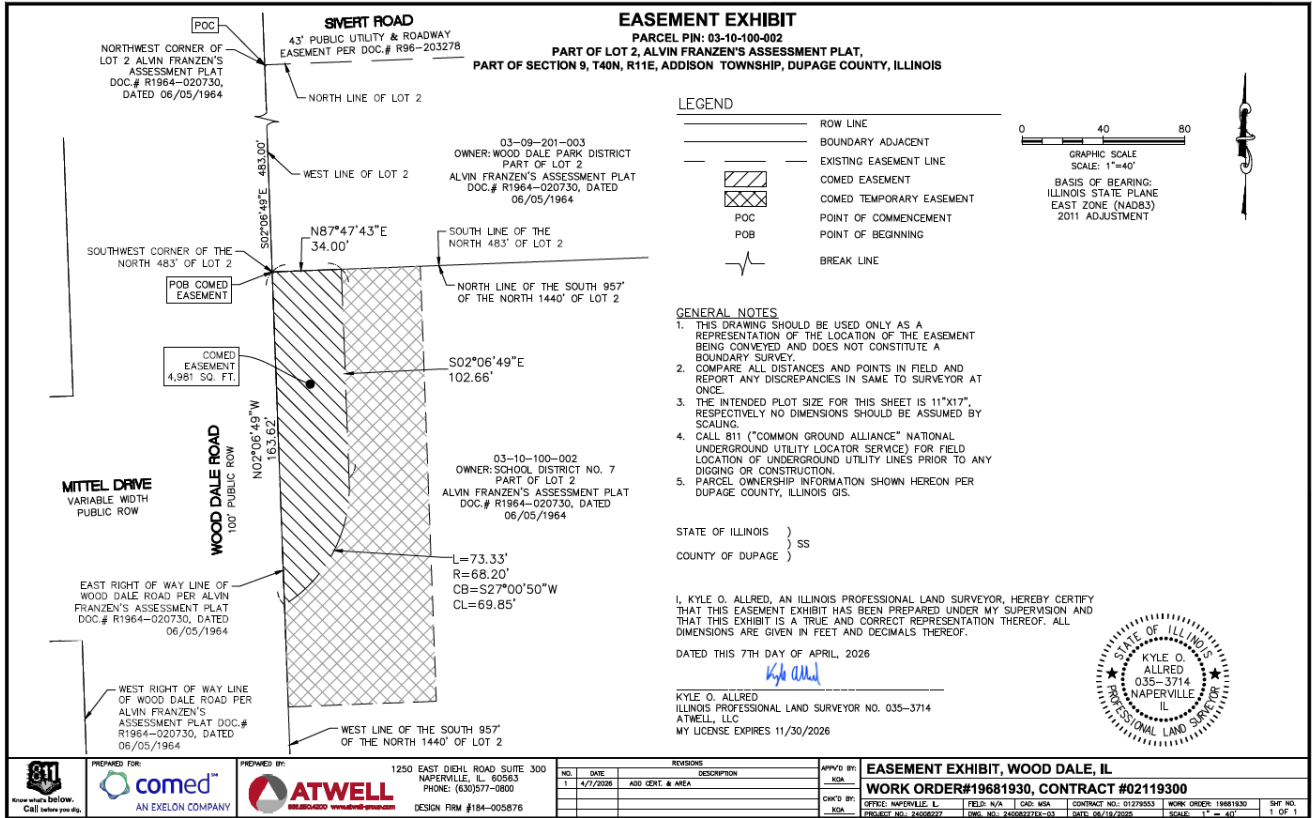 EASEMENT EXHIBIT
PARCEL PIN: 03-10-100-002
PART OF LOT 2, ALVIN FRANZEN'S ASSESSMENT PLAT,
PART OF SECTION 9, T40N, R11E, ADDISON TOWNSHIP, DUPAGE COUNTY, ILLINOIS
POC
SIVERT ROAD
43' PUBLIC UTILITY & ROADWAY
EASEMENT PER DOC.# R96-203278
NORTHWEST CORNER OF
LOT 2 ALVIN FRANZEN'S
ASSESSMENT PLAT
DOC.# R1964-020730,
DATED 06/05/1964
NORTH LINE OF LOT 2
S02°06'49"E 483.00'
WEST LINE OF LOT 2
03-09-201-003
OWNER: WOOD DALE PARK DISTRICT
PART OF LOT 2
ALVIN FRANZEN'S ASSESSMENT PLAT
DOC.# R1964-020730, DATED
06/05/1964
N87°47'43"E
34.00'
SOUTH LINE OF THE
NORTH 483' OF LOT 2
SOUTHWEST CORNER OF THE
NORTH 483' OF LOT 2
POB COMED
EASEMENT
NORTH LINE OF THE SOUTH 957'
OF THE NORTH 1440' OF LOT 2
COMED
EASEMENT
4,981 SQ. FT.
S02°06'49"E
102.66'
N02°06'49"W
163.62'
WOOD DALE ROAD
100' PUBLIC ROW
MITTEL DRIVE
VARIABLE WIDTH
PUBLIC ROW
03-10-100-002
OWNER: SCHOOL DISTRICT NO. 7
PART OF LOT 2
ALVIN FRANZEN'S ASSESSMENT PLAT
DOC.# R1964-020730, DATED
06/05/1964
L=73.33'
R=68.20'
CB=S27°00'50"W
CL=69.85'
EAST RIGHT OF WAY LINE OF
WOOD DALE ROAD PER ALVIN
FRANZEN'S ASSESSMENT PLAT
DOC.# R1964-020730, DATED
06/05/1964
WEST RIGHT OF WAY LINE
OF WOOD DALE ROAD PER
ALVIN FRANZEN'S
ASSESSMENT PLAT DOC.#
R1964-020730, DATED
06/05/1964
WEST LINE OF THE SOUTH 957'
OF THE NORTH 1440' OF LOT 2
LEGEND
ROW LINE
BOUNDARY ADJACENT
EXISTING EASEMENT LINE
COMED EASEMENT
COMED TEMPORARY EASEMENT
POC POINT OF COMMENCEMENT
POB POINT OF BEGINNING
BREAK LINE
0 40 80
GRAPHIC SCALE
SCALE: 1"=40'
BASIS OF BEARING:
ILLINOIS STATE PLANE
EAST ZONE (NAD83)
2011 ADJUSTMENT
GENERAL NOTES
1. THIS DRAWING SHOULD BE USED ONLY AS A
REPRESENTATION OF THE LOCATION OF THE EASEMENT
BEING CONVEYED AND DOES NOT CONSTITUTE A
BOUNDARY SURVEY.
2. COMPARE ALL DISTANCES AND POINTS IN FIELD AND
REPORT ANY DISCREPANCIES IN SAME TO SURVEYOR AT
ONCE.
3. THE INTENDED PLOT SIZE FOR THIS SHEET IS 11"X17",
RESPECTIVELY NO DIMENSIONS SHOULD BE ASSUMED BY
SCALING.
4. CALL 811 ("COMMON GROUND ALLIANCE" NATIONAL
UNDERGROUND UTILITY LOCATOR SERVICE) FOR FIELD
LOCATION OF UNDERGROUND UTILITY LINES PRIOR TO ANY
DIGGING OR CONSTRUCTION.
5. PARCEL OWNERSHIP INFORMATION SHOWN HEREON PER
DUPAGE COUNTY, ILLINOIS GIS.
STATE OF ILLINOIS )
) SS
COUNTY OF DUPAGE )
I, KYLE O. ALLRED, AN ILLINOIS PROFESSIONAL LAND SURVEYOR, HEREBY CERTIFY
THAT THIS EASEMENT EXHIBIT HAS BEEN PREPARED UNDER MY SUPERVISION AND
THAT THIS EXHIBIT IS A TRUE AND CORRECT REPRESENTATION THEREOF. ALL
DIMENSIONS ARE GIVEN IN FEET AND DECIMALS THEREOF.
DATED THIS 7TH DAY OF APRIL, 2026
Kyle Allred
KYLE O. ALLRED
ILLINOIS PROFESSIONAL LAND SURVEYOR NO. 035-3714
ATWELL, LLC
MY LICENSE EXPIRES 11/30/2026
STATE OF ILLINOIS
KYLE O.
ALLRED
035-3714
NAPERVILLE
IL
PROFESSIONAL LAND SURVEYOR
811
Know what's below.
Call before you dig.
PREPARED FOR:
comed℠
AN EXELON COMPANY
PREPARED BY:
ATWELL
866.850.4200 www.atwell-group.com
1250 EAST DIEHL ROAD SUITE 300
NAPERVILLE, IL. 60563
PHONE: (630)577-0800
DESIGN FIRM #184-005876
REVISIONS
NO. DATE DESCRIPTION
1 4/7/2026 ADD CERT. & AREA
APPV'D BY:
KOA
CHK'D BY:
KOA
EASEMENT EXHIBIT, WOOD DALE, IL
WORK ORDER#19681930, CONTRACT #02119300
OFFICE: NAPERVILLE, IL FIELD: N/A CAD: MSA CONTRACT NO.: 01279553 WORK ORDER: 19681930 SHT NO.
PROJECT NO.: 24008227 DWG. NO.: 24008227EX-03 DATE: 06/19/2025 SCALE: 1" = 40' 1 OF 1